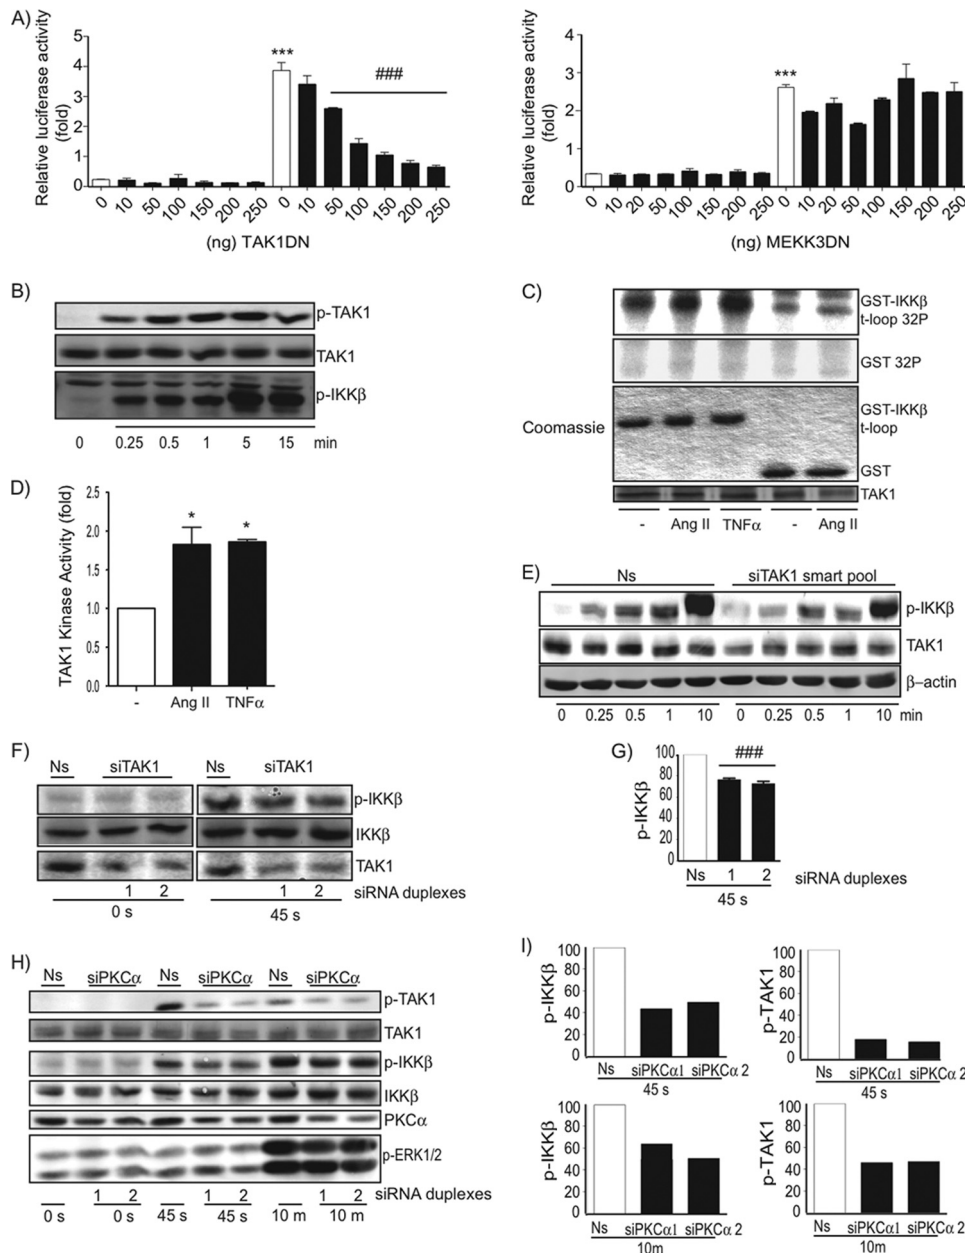 A)
Relative luciferase activity
(fold)
5
4
3
2
1
0
***
###
0 10 50 100 150 200 250 0 10 50 100 150 200 250
(ng) TAK1DN
Relative luciferase activity
(fold)
4
3
2
1
0
***
0 10 20 50 100 150 200 250 0 10 20 50 100 150 200 250
(ng) MEKK3DN
B)
p-TAK1
TAK1
p-IKKβ
0 0.25 0.5 1 5 15 min
C)
GST-IKKβ
t-loop 32P
GST 32P
Coomassie
GST-IKKβ
t-loop
GST
TAK1
- Ang II TNFα - Ang II
D)
TAK1 Kinase Activity (fold)
2.5
2.0
1.5
1.0
0.5
0.0
* *
- Ang II TNFα
E)
Ns siTAK1 smart pool
p-IKKβ
TAK1
β–actin
0 0.25 0.5 1 10 0 0.25 0.5 1 10 min
F)
Ns siTAK1 Ns siTAK1
p-IKKβ
IKKβ
TAK1
1 2 1 2 siRNA duplexes
0 s 45 s
G)
p-IKKβ
100
80
60
40
20
0
###
Ns 1 2 siRNA duplexes
45 s
H)
Ns siPKCα Ns siPKCα Ns siPKCα
p-TAK1
TAK1
p-IKKβ
IKKβ
PKCα
p-ERK1/2
1 2 1 2 1 2 siRNA duplexes
0 s 0 s 45 s 45 s 10 m 10 m
I)
p-IKKβ
100
80
60
40
20
0
Ns siPKCα1 siPKCα 2
45 s
p-TAK1
100
80
60
40
20
0
Ns siPKCα1 siPKCα 2
45 s
p-IKKβ
100
80
60
40
20
0
Ns siPKCα1 siPKCα 2
10m
p-TAK1
100
80
60
40
20
0
Ns siPKCα1 siPKCα 2
10m